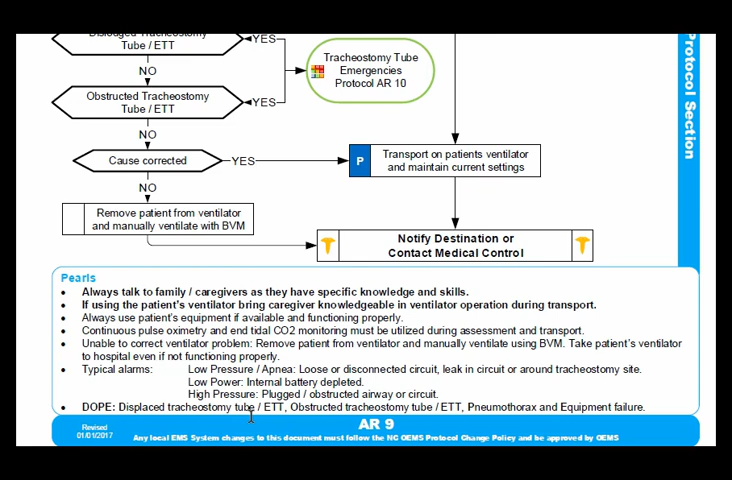 Dislodged Tracheostomy
Tube / ETT
YES
NO
Tracheostomy Tube
Emergencies
Protocol AR 10
Obstructed Tracheostomy
Tube / ETT
YES
NO
Cause corrected
YES
P
Transport on patients ventilator
and maintain current settings
NO
Remove patient from ventilator
and manually ventilate with BVM
Notify Destination or
Contact Medical Control
Protocol Section
Pearls
• Always talk to family / caregivers as they have specific knowledge and skills.
• If using the patient's ventilator bring caregiver knowledgeable in ventilator operation during transport.
• Always use patient's equipment if available and functioning properly.
• Continuous pulse oximetry and end tidal CO2 monitoring must be utilized during assessment and transport.
• Unable to correct ventilator problem: Remove patient from ventilator and manually ventilate using BVM. Take patient's ventilator
to hospital even if not functioning properly.
• Typical alarms: Low Pressure / Apnea: Loose or disconnected circuit, leak in circuit or around tracheostomy site.
Low Power: Internal battery depleted.
High Pressure: Plugged / obstructed airway or circuit.
• DOPE: Displaced tracheostomy tube / ETT, Obstructed tracheostomy tube / ETT, Pneumothorax and Equipment failure.
Revised
01/01/2017
AR 9
Any local EMS System changes to this document must follow the NC OEMS Protocol Change Policy and be approved by OEMS